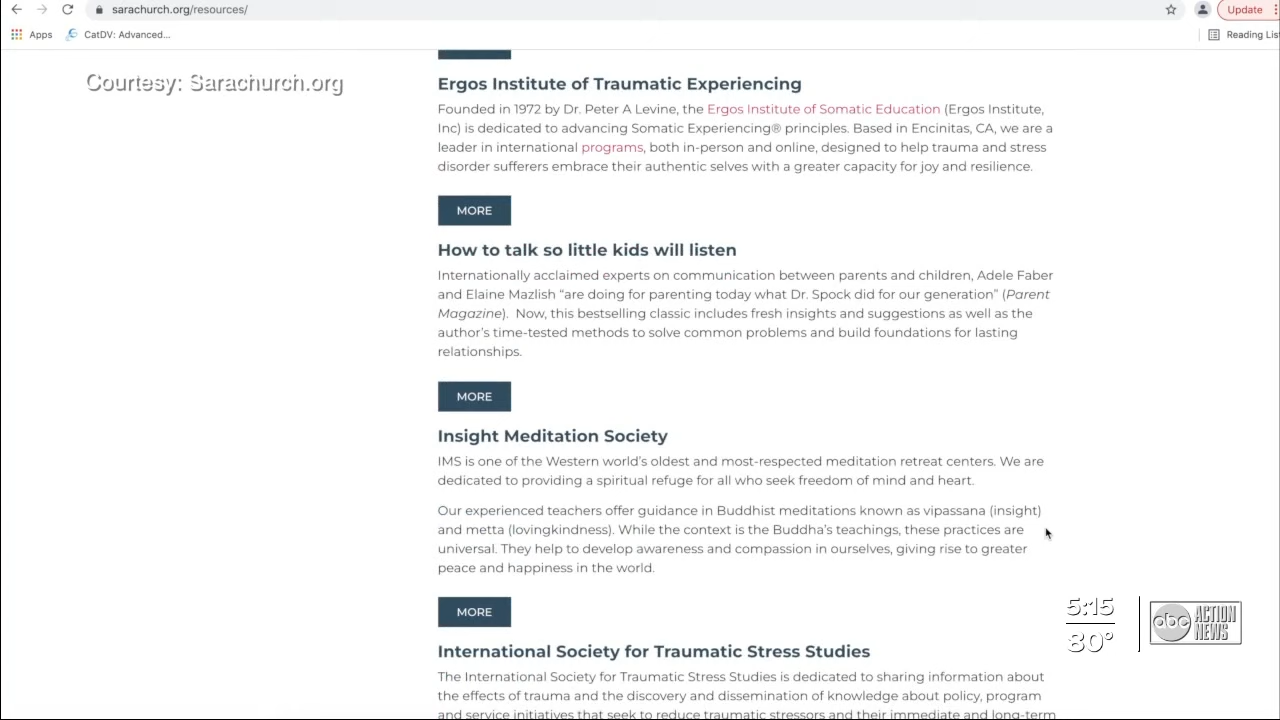 sarachurch.org/resources/
Update
Apps
CatDV: Advanced...
Reading List
Courtesy: Sarachurch.org
Ergos Institute of Traumatic Experiencing
Founded in 1972 by Dr. Peter A Levine, the Ergos Institute of Somatic Education (Ergos Institute,
Inc) is dedicated to advancing Somatic Experiencing® principles. Based in Encinitas, CA, we are a
leader in international programs, both in-person and online, designed to help trauma and stress
disorder sufferers embrace their authentic selves with a greater capacity for joy and resilience.
MORE
How to talk so little kids will listen
Internationally acclaimed experts on communication between parents and children, Adele Faber
and Elaine Mazlish “are doing for parenting today what Dr. Spock did for our generation” (Parent
Magazine).  Now, this bestselling classic includes fresh insights and suggestions as well as the
author’s time-tested methods to solve common problems and build foundations for lasting
relationships.
MORE
Insight Meditation Society
IMS is one of the Western world’s oldest and most-respected meditation retreat centers. We are
dedicated to providing a spiritual refuge for all who seek freedom of mind and heart.
Our experienced teachers offer guidance in Buddhist meditations known as vipassana (insight)
and metta (lovingkindness). While the context is the Buddha’s teachings, these practices are
universal. They help to develop awareness and compassion in ourselves, giving rise to greater
peace and happiness in the world.
MORE
5:15
80°
abc ACTION
NEWS
International Society for Traumatic Stress Studies
The International Society for Traumatic Stress Studies is dedicated to sharing information about
the effects of trauma and the discovery and dissemination of knowledge about policy, program
and service initiatives that seek to reduce traumatic stressors and their immediate and long-term